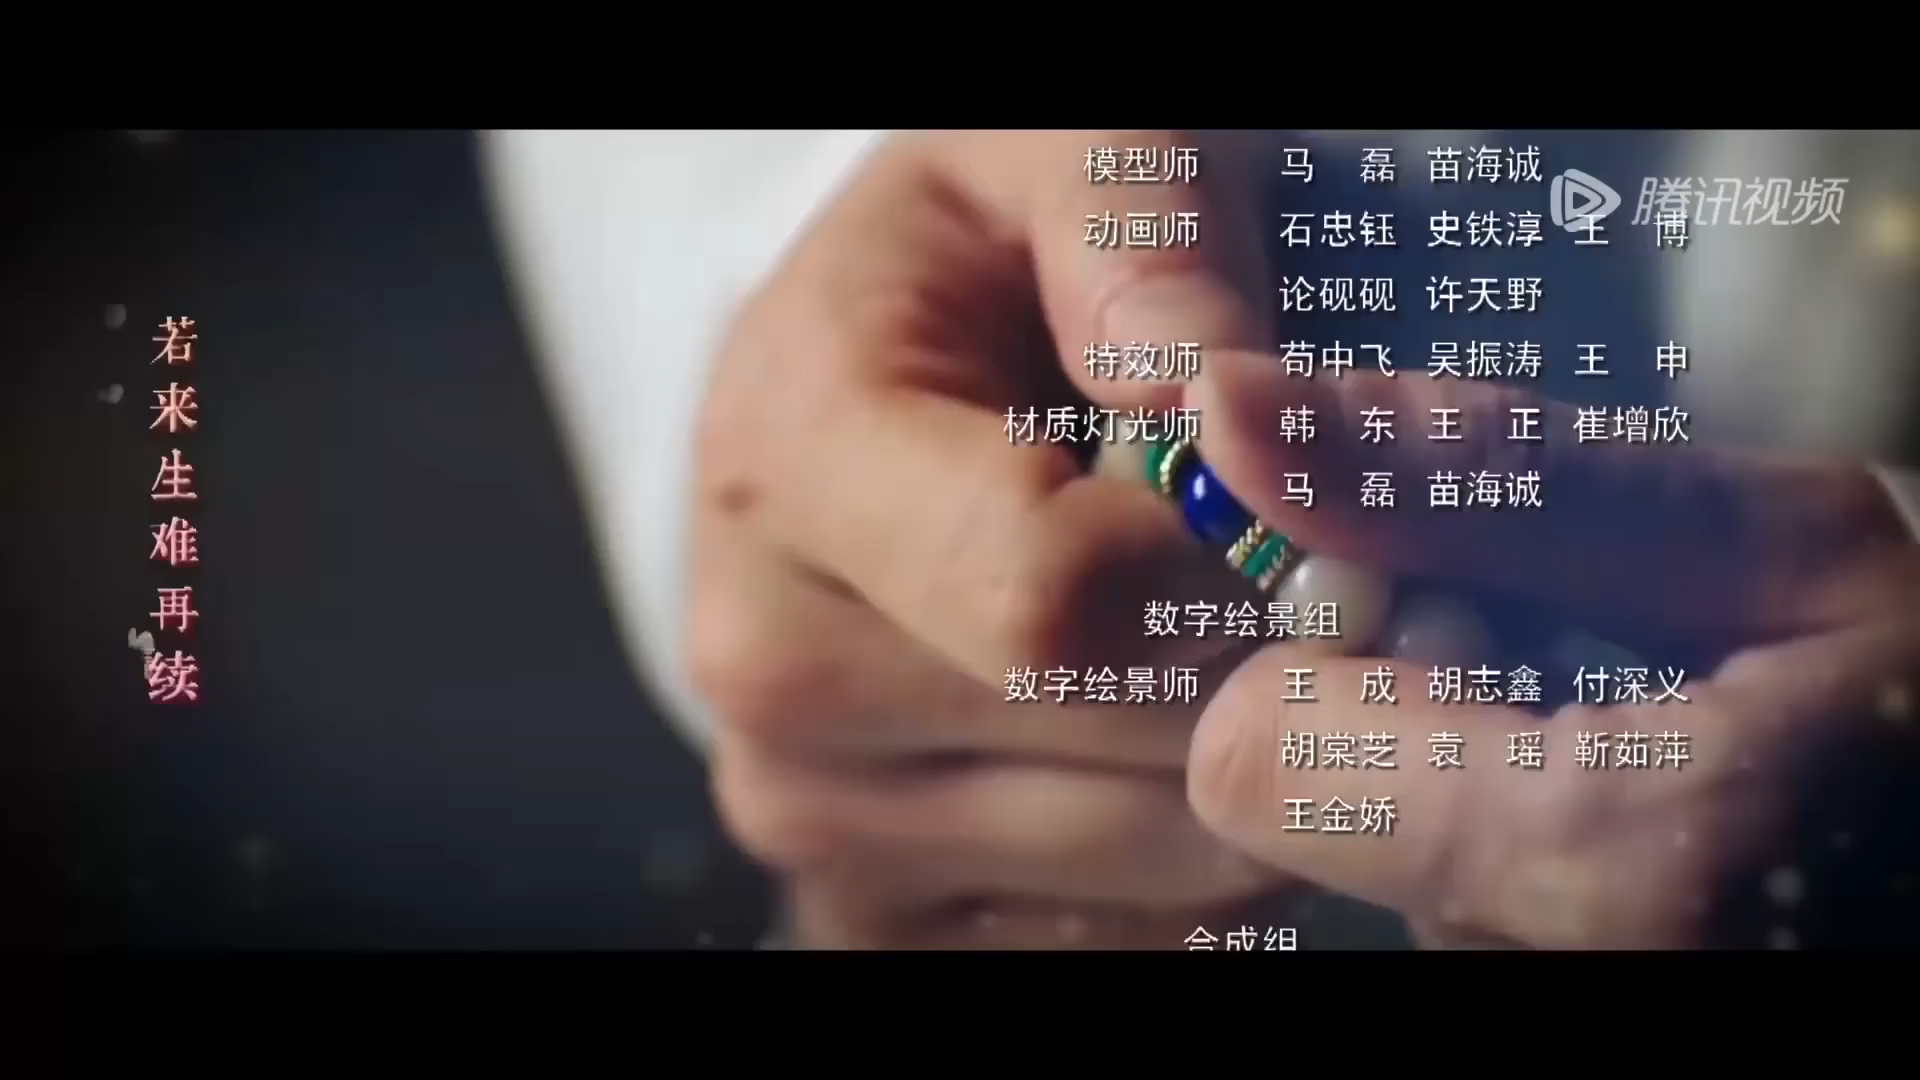 若来生难再续
腾讯视频
模型师 马 磊 苗海诚
动画师 石忠钰 史铁淳 王 博
论砚砚 许天野
特效师 苟中飞 吴振涛 王 申
材质灯光师 韩 东 王 正 崔增欣
马 磊 苗海诚
数字绘景组
数字绘景师 王 成 胡志鑫 付深义
胡棠芝 袁 瑶 靳茹萍
王金娇
合成组